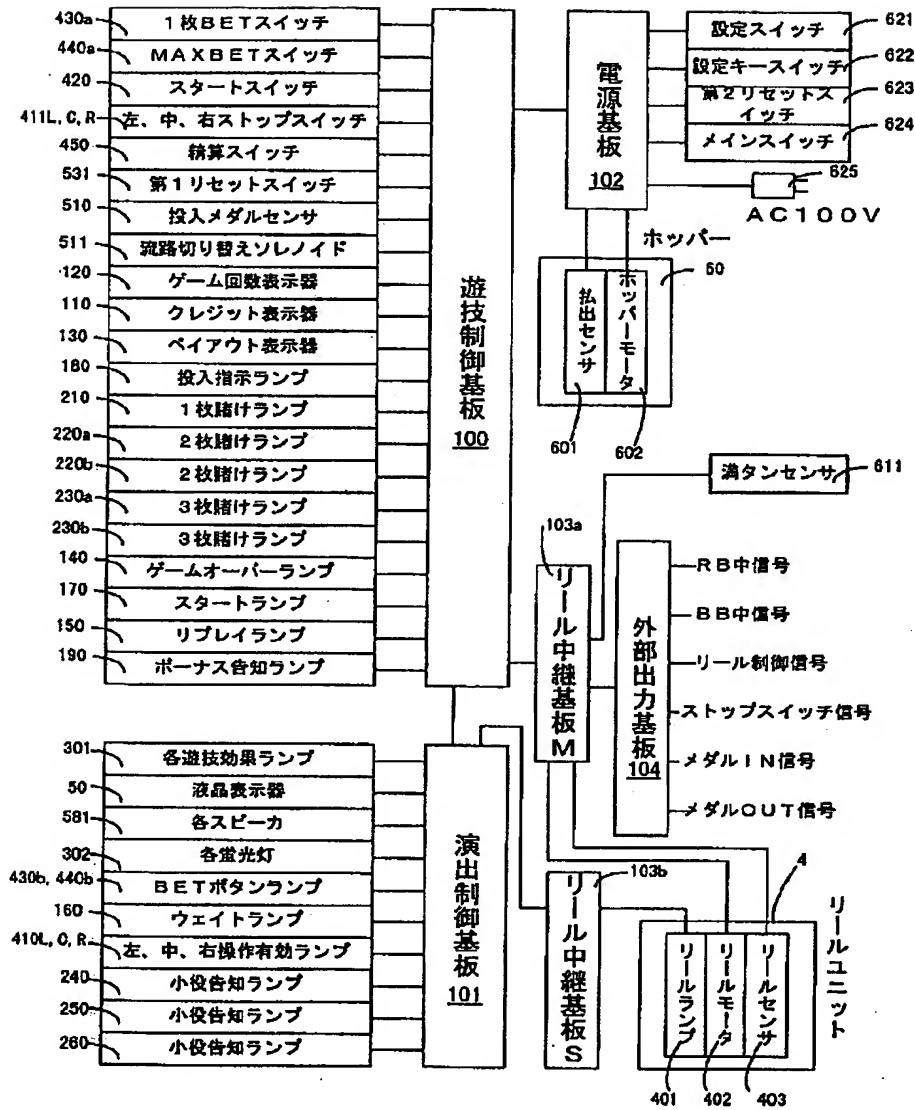 430a
1枚BETスイッチ
440a
MAXBETスイッチ
420
スタートスイッチ
411L, C, R
左、中、右ストップスイッチ
450
精算スイッチ
531
第1リセットスイッチ
510
投入メダルセンサ
511
流路切り替えソレノイド
120
ゲーム回数表示器
110
クレジット表示器
130
ペイアウト表示器
180
投入指示ランプ
210
1枚賭けランプ
220a
2枚賭けランプ
220b
2枚賭けランプ
230a
3枚賭けランプ
230b
3枚賭けランプ
140
ゲームオーバーランプ
170
スタートランプ
150
リプレイランプ
190
ボーナス告知ランプ
遊技制御基板
100
電源基板
102
設定スイッチ
621
設定キースイッチ
622
第2リセットスイッチ
623
メインスイッチ
624
625
AC100V
ホッパー
60
払出センサ
ホッパーモータ
601
602
満タンセンサ
611
103a
リール中継基板M
外部出力基板
104
RB中信号
BB中信号
リール制御信号
ストップスイッチ信号
メダルIN信号
メダルOUT信号
301
各遊技効果ランプ
50
液晶表示器
581
各スピーカ
302
各蛍光灯
430b, 440b
BETボタンランプ
160
ウェイトランプ
410L, C, R
左、中、右操作有効ランプ
240
小役告知ランプ
250
小役告知ランプ
260
小役告知ランプ
演出制御基板
101
103b
リール中継基板S
4
リールユニット
リールランプ
リールモータ
リールセンサ
401
402
403